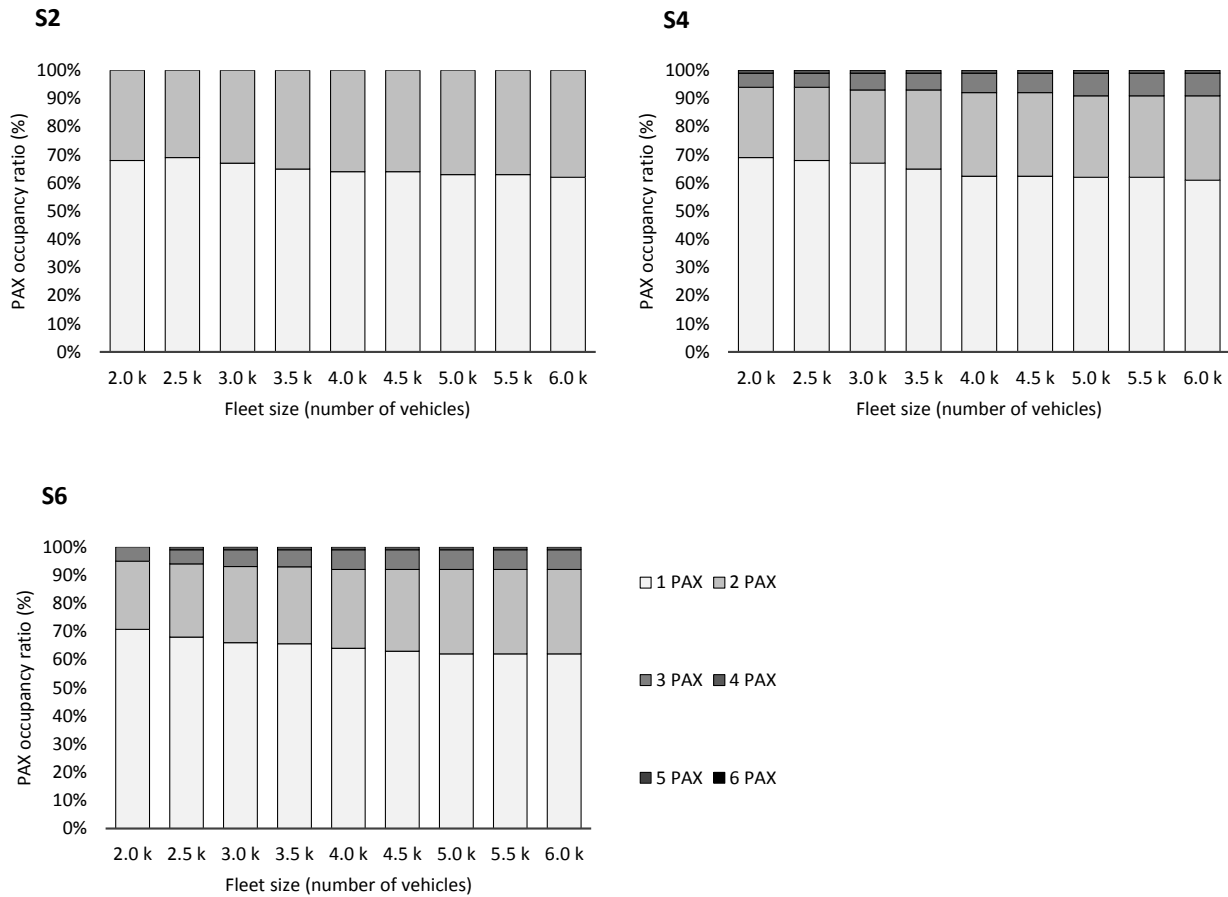 S2
PAX occupancy ratio (%)
100%
90%
80%
70%
60%
50%
40%
30%
20%
10%
0%
2.0 k 2.5 k 3.0 k 3.5 k 4.0 k 4.5 k 5.0 k 5.5 k 6.0 k
Fleet size (number of vehicles)
S4
PAX occupancy ratio (%)
100%
90%
80%
70%
60%
50%
40%
30%
20%
10%
0%
2.0 k 2.5 k 3.0 k 3.5 k 4.0 k 4.5 k 5.0 k 5.5 k 6.0 k
Fleet size (number of vehicles)
S6
PAX occupancy ratio (%)
100%
90%
80%
70%
60%
50%
40%
30%
20%
10%
0%
2.0 k 2.5 k 3.0 k 3.5 k 4.0 k 4.5 k 5.0 k 5.5 k 6.0 k
Fleet size (number of vehicles)
1 PAX 2 PAX
3 PAX 4 PAX
5 PAX 6 PAX